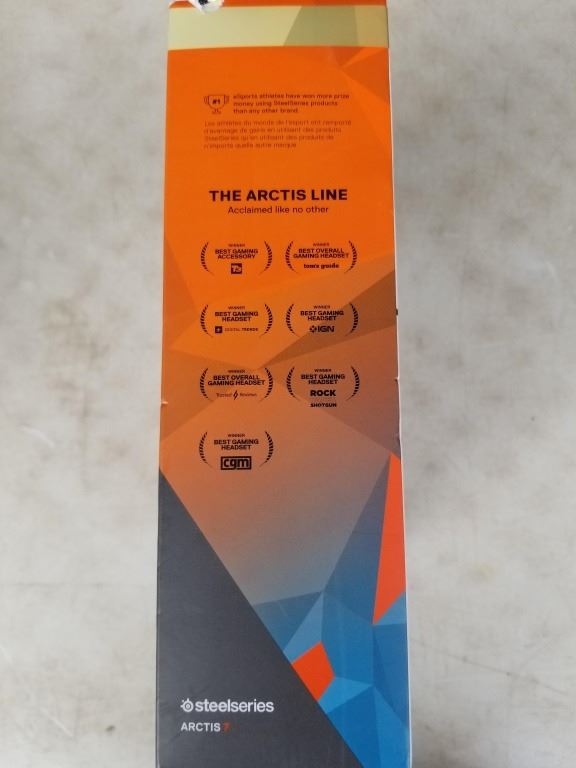 #1
eSports athletes have won more prize
money using SteelSeries products
than any other brand.
Les athlètes du monde de l'esport ont remporté
d'avantage de gains en utilisant des produits
SteelSeries qu'en utilisant des produits de
n'importe quelle autre marque.
THE ARCTIS LINE
Acclaimed like no other
WINNER
BEST GAMING
ACCESSORY
WINNER
BEST OVERALL
GAMING HEADSET
tom's guide
WINNER
BEST GAMING
HEADSET
DIGITAL TRENDS
WINNER
BEST GAMING
HEADSET
IGN
WINNER
BEST OVERALL
GAMING HEADSET
Trusted Reviews
WINNER
BEST GAMING
HEADSET
ROCK
SHOTGUN
WINNER
BEST GAMING
HEADSET
cgm
steelseries
ARCTIS 7